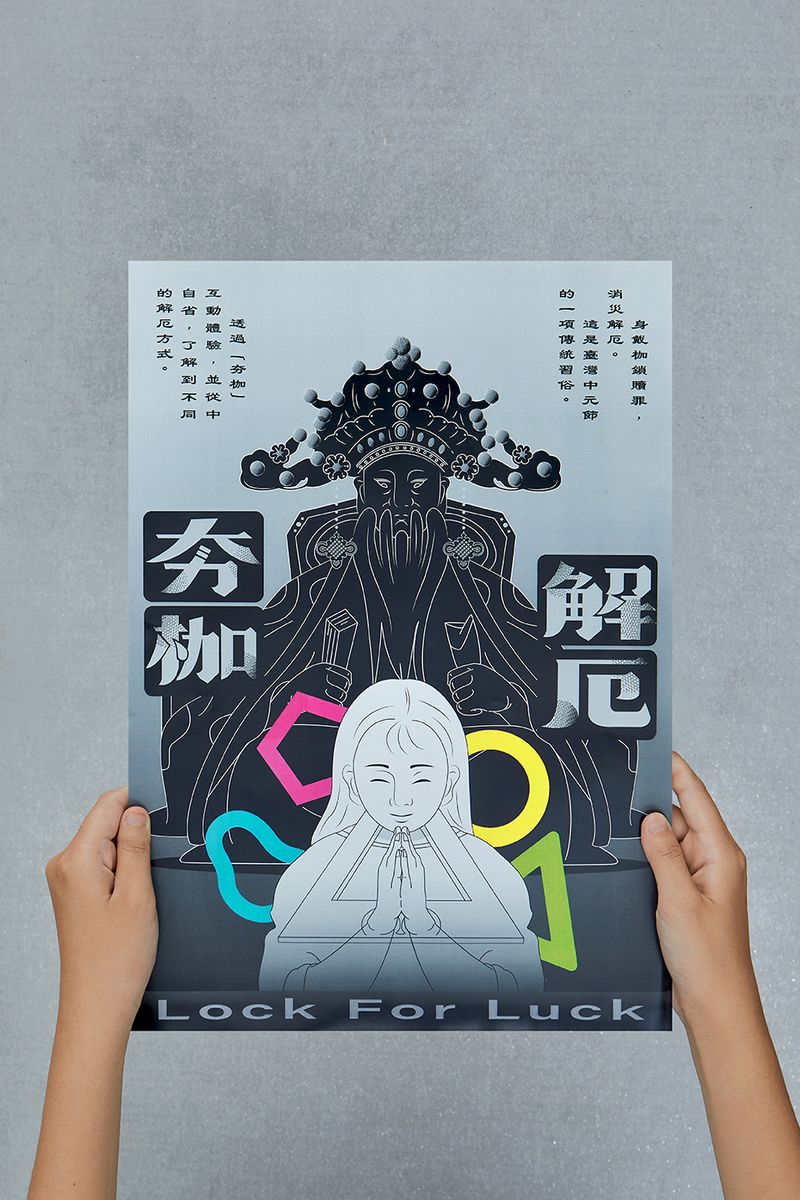 身戴枷鎖贖罪，
消災解厄。
這是臺灣中元節
的一項傳統習俗。
透過「夯枷」
互動體驗，並從中
自省，了解到不同
的解厄方式。
解厄
夯枷
Lock For Luck